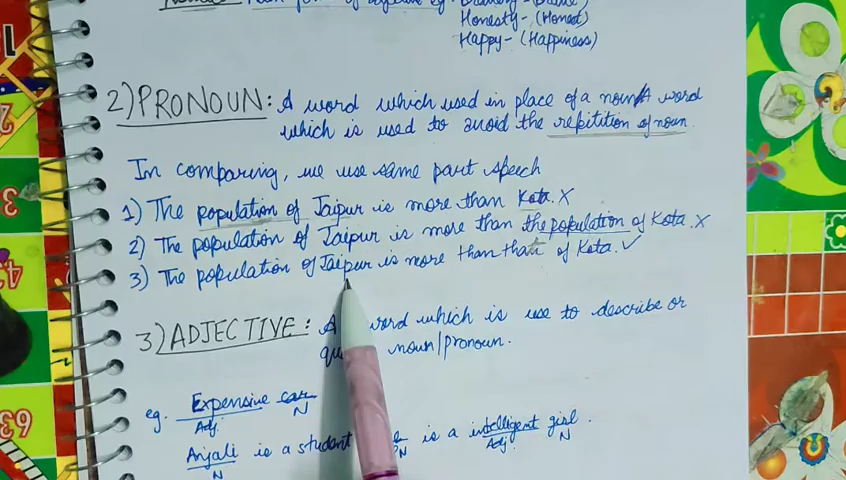 Honesty - (Honest)
Happy - (Happiness)
2) PRONOUN: A word which used in place of a noun/A word
which is used to avoid the repitition of noun.
In comparing, we use same part speech
1) The population of Jaipur is more than Kota. X
2) The population of Jaipur is more than the population of Kota. X
3) The population of Jaipur is more than that of Kota. ✓
3) ADJECTIVE: A word which is use to describe or
noun/pronoun.
eg. Expensive car
Adj. N
Anjali is a student is a intelligent girl.
N PN Adj. N
63